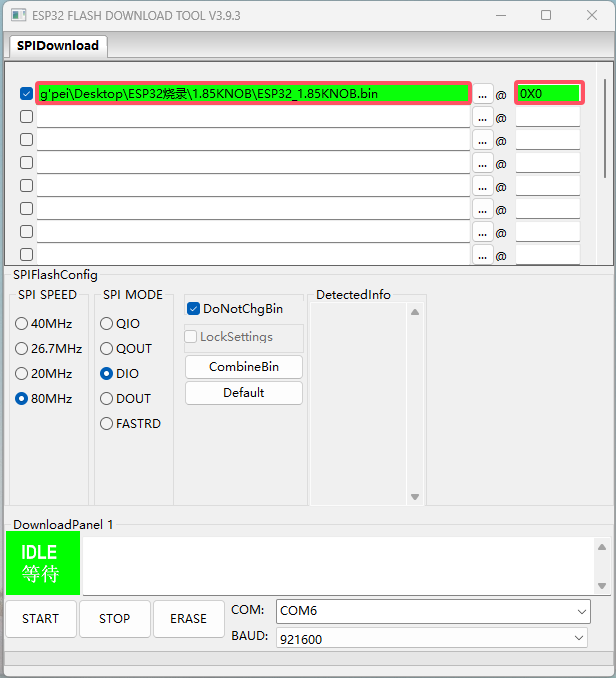 ESP32 FLASH DOWNLOAD TOOL V3.9.3
SPIDownload
g'pei\Desktop\ESP32烧录\1.85KNOB\ESP32_1.85KNOB.bin ... @ 0X0
... @
... @
... @
... @
... @
... @
... @
SPIFlashConfig
SPI SPEED
40MHz
26.7MHz
20MHz
80MHz
SPI MODE
QIO
QOUT
DIO
DOUT
FASTRD
DoNotChgBin
LockSettings
CombineBin
Default
DetectedInfo
DownloadPanel 1
IDLE
等待
START STOP ERASE
COM: COM6
BAUD: 921600